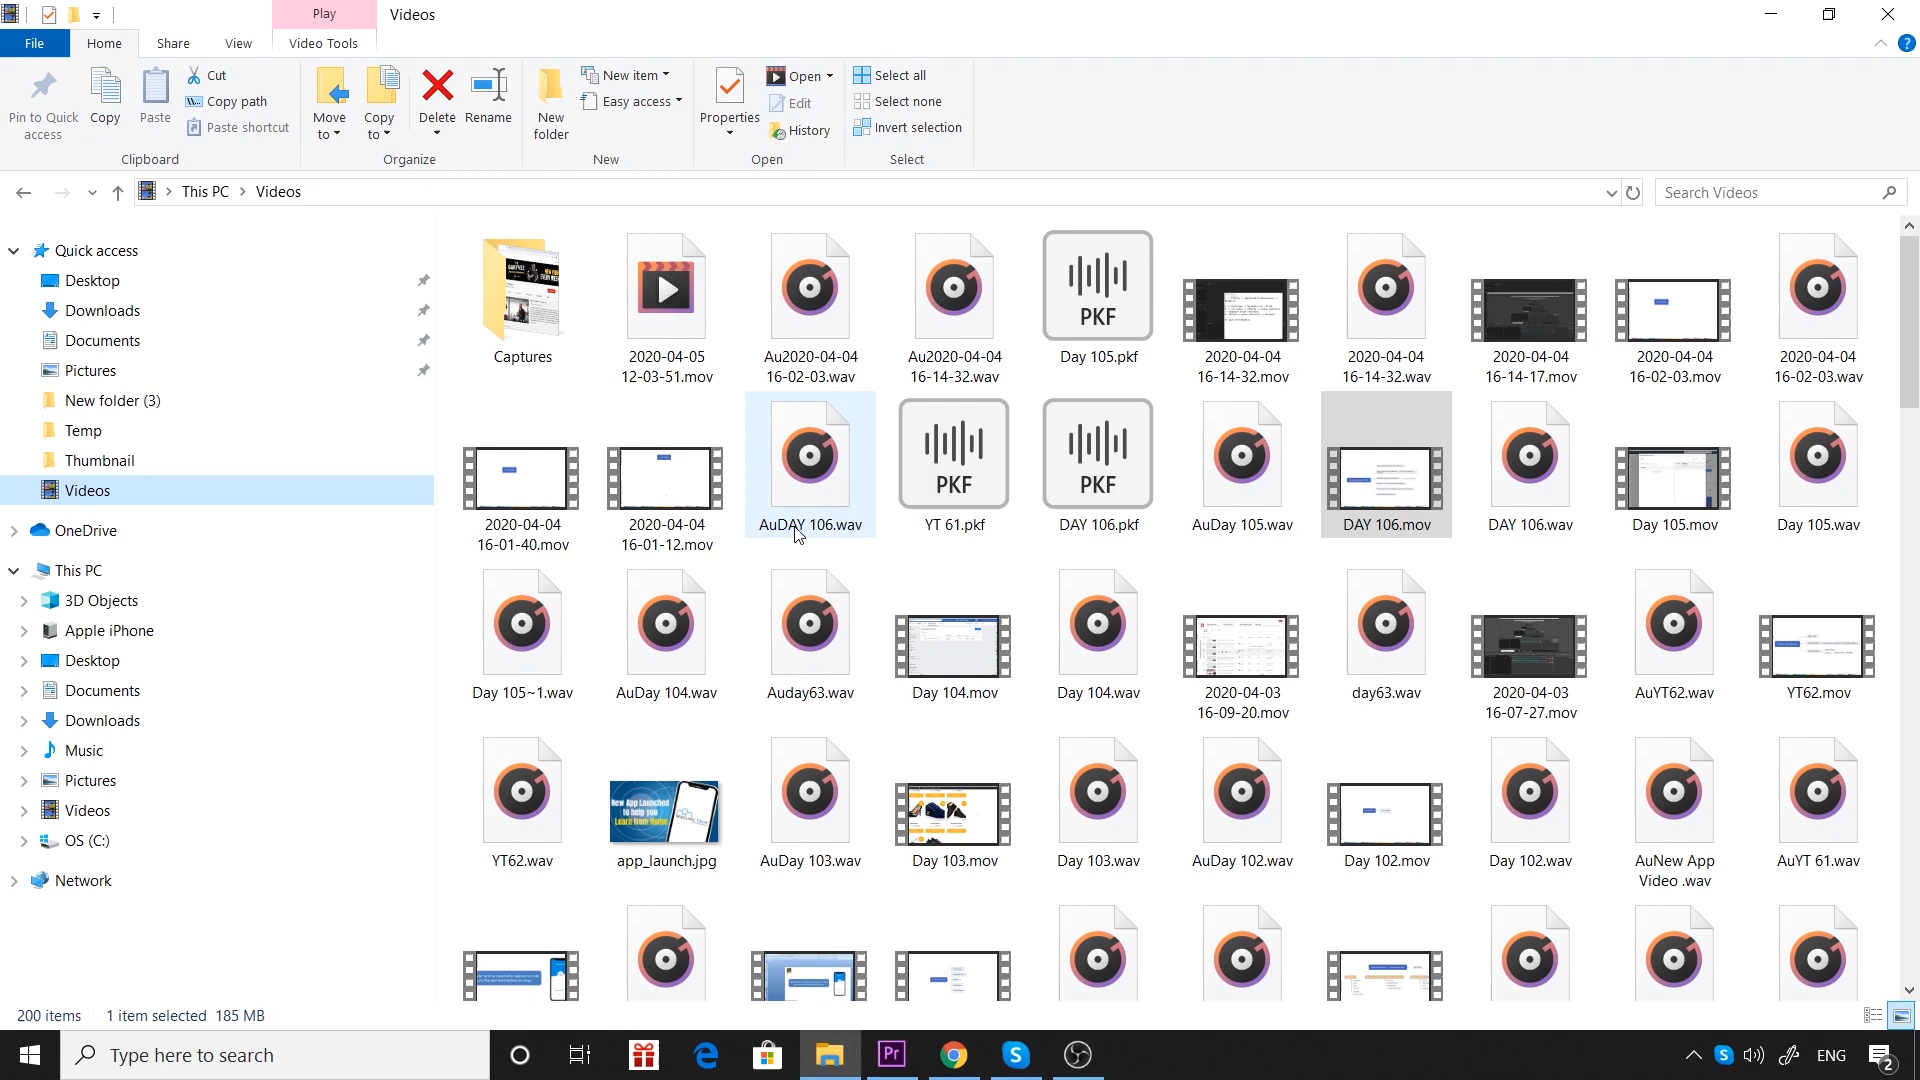 Play
Videos
File
Home
Share
View
Video Tools
Pin to Quick
access
Copy
Paste
Cut
Copy path
Paste shortcut
Clipboard
Move
to
Copy
to
Delete
Rename
Organize
New
folder
New item
Easy access
New
Properties
Open
Edit
History
Open
Select all
Select none
Invert selection
Select
This PC
Videos
Search Videos
Quick access
Desktop
Downloads
Documents
Pictures
New folder (3)
Temp
Thumbnail
Videos
OneDrive
This PC
3D Objects
Apple iPhone
Desktop
Documents
Downloads
Music
Pictures
Videos
OS (C:)
Network
PKF
Captures
2020-04-05
12-03-51.mov
Au2020-04-04
16-02-03.wav
Au2020-04-04
16-14-32.wav
Day 105.pkf
2020-04-04
16-14-32.mov
2020-04-04
16-14-32.wav
2020-04-04
16-14-17.mov
2020-04-04
16-02-03.mov
2020-04-04
16-02-03.wav
PKF
PKF
2020-04-04
16-01-40.mov
2020-04-04
16-01-12.mov
AuDAY 106.wav
YT 61.pkf
DAY 106.pkf
AuDay 105.wav
DAY 106.mov
DAY 106.wav
Day 105.mov
Day 105.wav
Day 105~1.wav
AuDay 104.wav
Auday63.wav
Day 104.mov
Day 104.wav
2020-04-03
16-09-20.mov
day63.wav
2020-04-03
16-07-27.mov
AuYT62.wav
YT62.mov
New App Launched
to help you
Learn from Home
YT62.wav
app_launch.jpg
AuDay 103.wav
Day 103.mov
Day 103.wav
AuDay 102.wav
Day 102.mov
Day 102.wav
AuNew App
Video .wav
AuYT 61.wav
200 items
1 item selected
185 MB
Type here to search
Pr
ENG
2